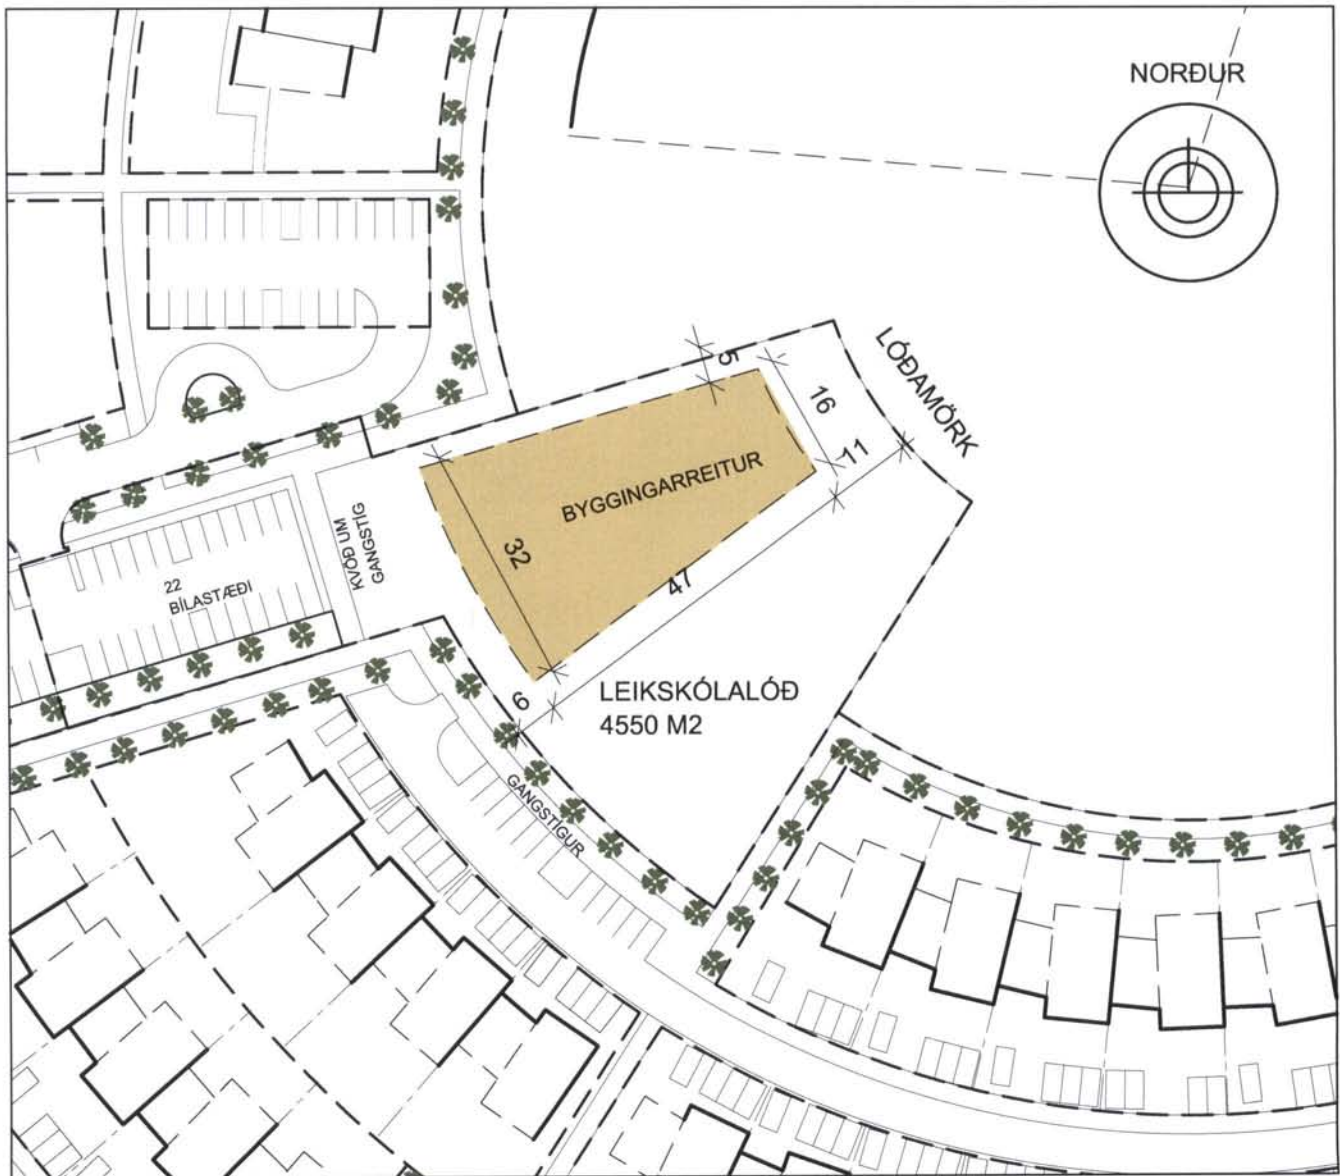 NORÐUR
LÓÐAMÖRK
5
16
11
BYGGINGARREITUR
32
KVÖÐ UM
GANGSTÍG
22
BÍLASTÆÐI
47
6
LEIKSKÓLALÓÐ
4550 M2
GANGSTÍGUR